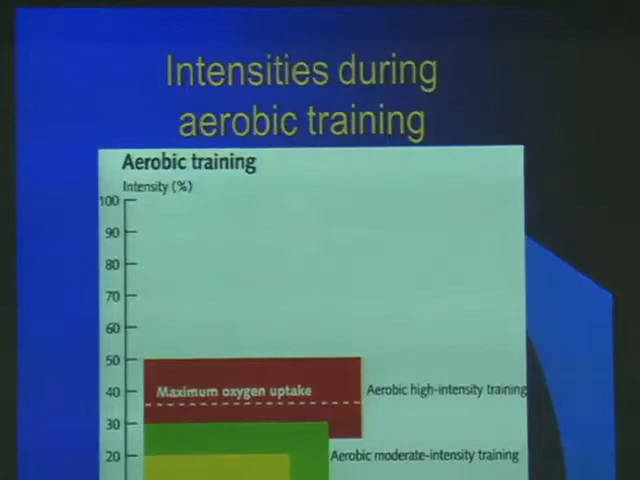 Intensities during
aerobic training
Aerobic training
Intensity (%)
100
90
80
70
60
50
40
30
20
Maximum oxygen uptake
Aerobic high-intensity training
Aerobic moderate-intensity training